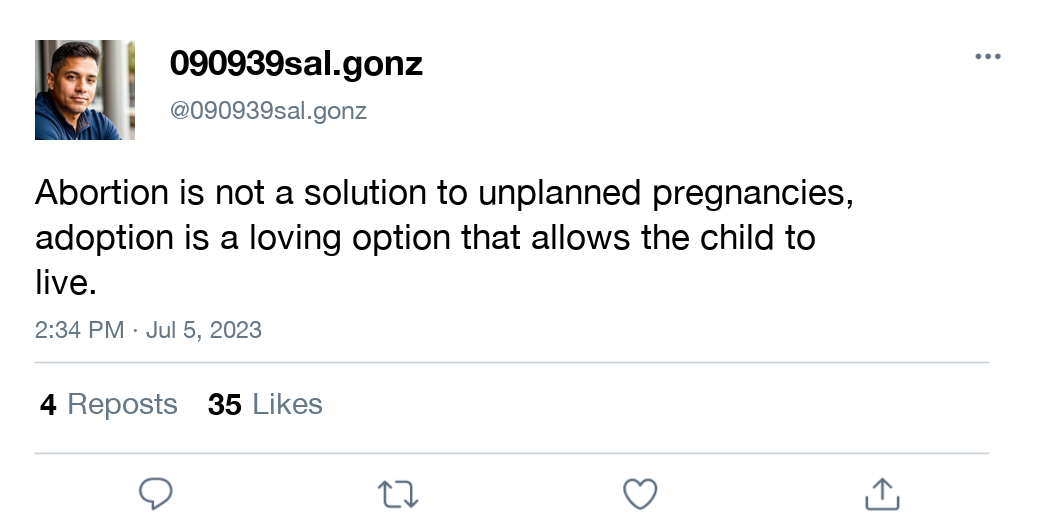 090939sal.gonz
@090939sal.gonz
Abortion is not a solution to unplanned pregnancies,
adoption is a loving option that allows the child to
live.
2:34 PM · Jul 5, 2023
4 Reposts 35 Likes